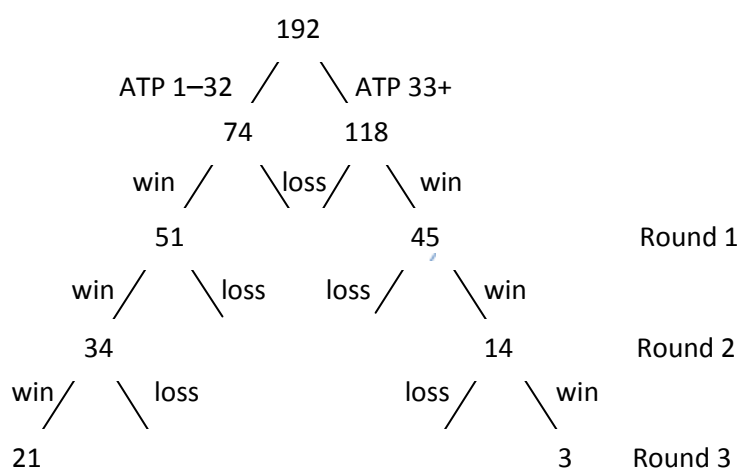 192
ATP 1–32 ATP 33+
74 118
win loss win
51 45 Round 1
win loss loss win
34 14 Round 2
win loss loss win
21 3 Round 3